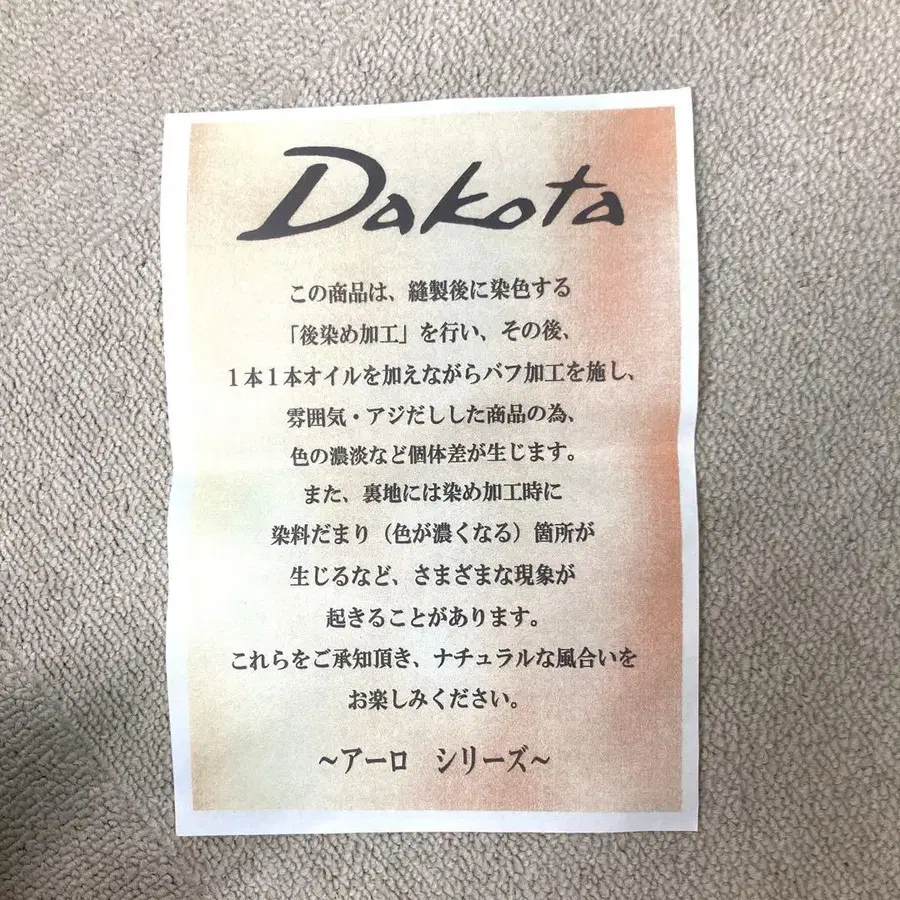 Dakota
この商品は、縫製後に染色する
「後染め加工」を行い、その後、
1本1本オイルを加えながらバフ加工を施し、
雰囲気・アジだしした商品の為、
色の濃淡など個体差が生じます。
また、裏地には染め加工時に
染料だまり（色が濃くなる）箇所が
生じるなど、さまざまな現象が
起きることがあります。
これらをご承知頂き、ナチュラルな風合いを
お楽しみください。
〜アーロ　シリーズ〜